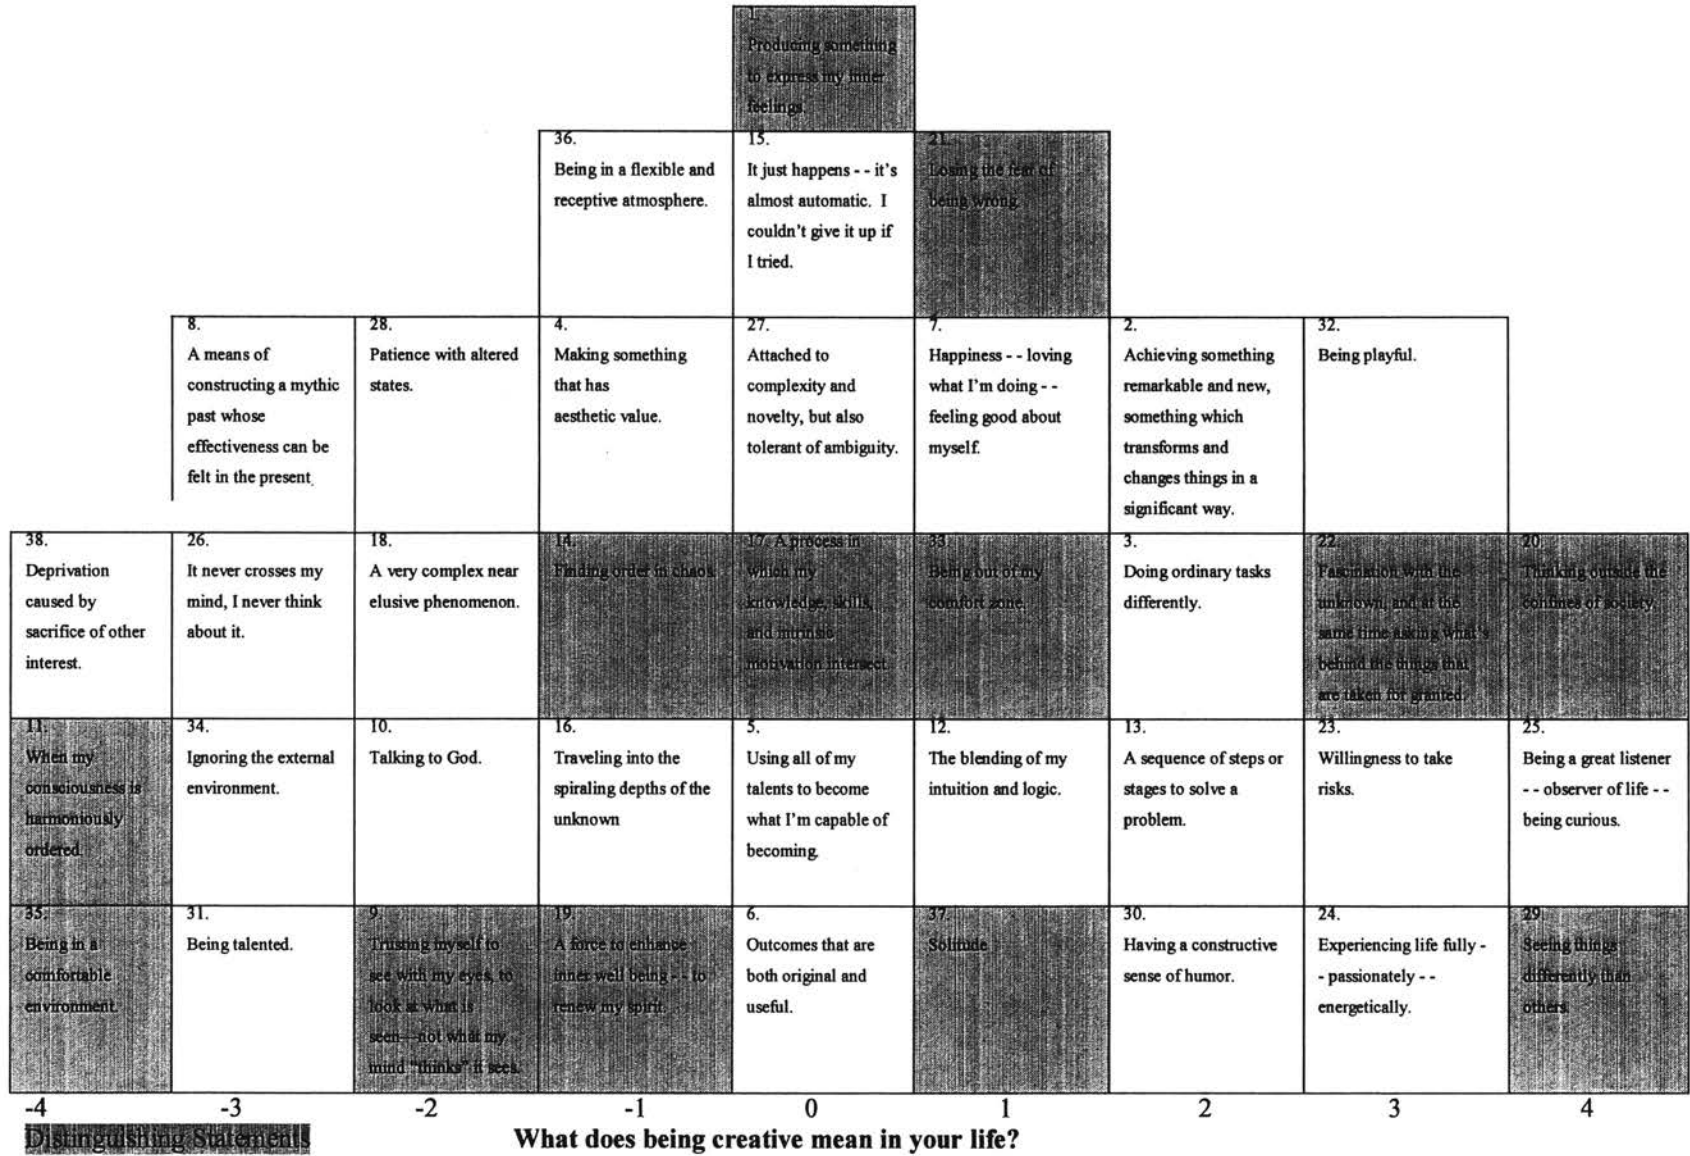 1.
Producing something
to express my inner
feelings.
36.
Being in a flexible and
receptive atmosphere.
15.
It just happens - - it's
almost automatic. I
couldn't give it up if
I tried.
21.
Losing the fear of
being wrong.
8.
A means of
constructing a mythic
past whose
effectiveness can be
felt in the present.
28.
Patience with altered
states.
4.
Making something
that has
aesthetic value.
27.
Attached to
complexity and
novelty, but also
tolerant of ambiguity.
7.
Happiness - - loving
what I'm doing - -
feeling good about
myself.
2.
Achieving something
remarkable and new,
something which
transforms and
changes things in a
significant way.
32.
Being playful.
38.
Deprivation
caused by
sacrifice of other
interest.
26.
It never crosses my
mind, I never think
about it.
18.
A very complex near
elusive phenomenon.
14.
Finding order in chaos.
17. A process in
which my
knowledge, skills,
and intrinsic
motivation intersect.
33.
Being out of my
comfort zone.
3.
Doing ordinary tasks
differently.
22.
Fascination with the
unknown, and at the
same time asking what's
behind the things that
are taken for granted.
20.
Thinking outside the
confines of society.
11.
When my
consciousness is
harmoniously
ordered.
34.
Ignoring the external
environment.
10.
Talking to God.
16.
Traveling into the
spiraling depths of the
unknown
5.
Using all of my
talents to become
what I'm capable of
becoming.
12.
The blending of my
intuition and logic.
13.
A sequence of steps or
stages to solve a
problem.
23.
Willingness to take
risks.
25.
Being a great listener
- - observer of life - -
being curious.
35.
Being in a
comfortable
environment.
31.
Being talented.
9.
Trusting myself to
see with my eyes, to
look at what is
seen—not what my
mind "thinks" it sees.
19.
A force to enhance
inner well being - - to
renew my spirit.
6.
Outcomes that are
both original and
useful.
37.
Solitude
30.
Having a constructive
sense of humor.
24.
Experiencing life fully -
- passionately - -
energetically.
29.
Seeing things
differently than
others.
-4 -3 -2 -1 0 1 2 3 4
Distinguishing Statements
What does being creative mean in your life?